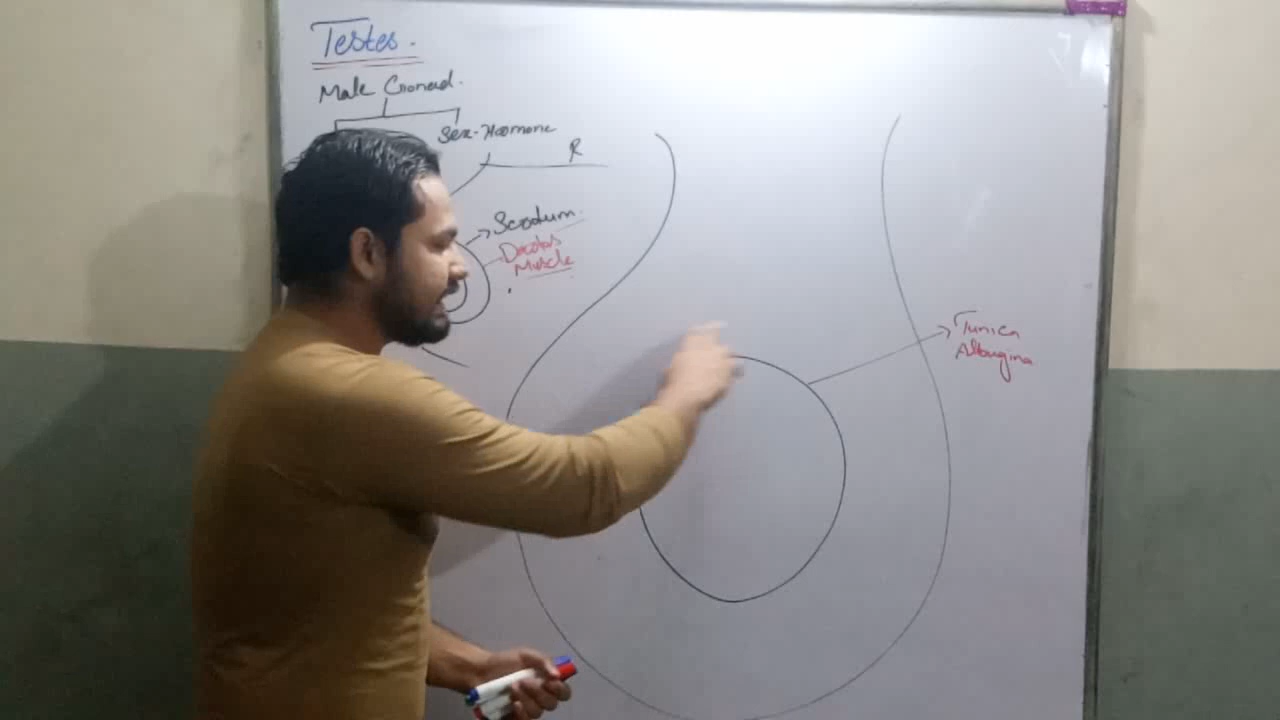 Testes.
Male Gonad.
Sex-Hormone
R
Scrotum.
Dartos
Muscle
Tunica
Albugina